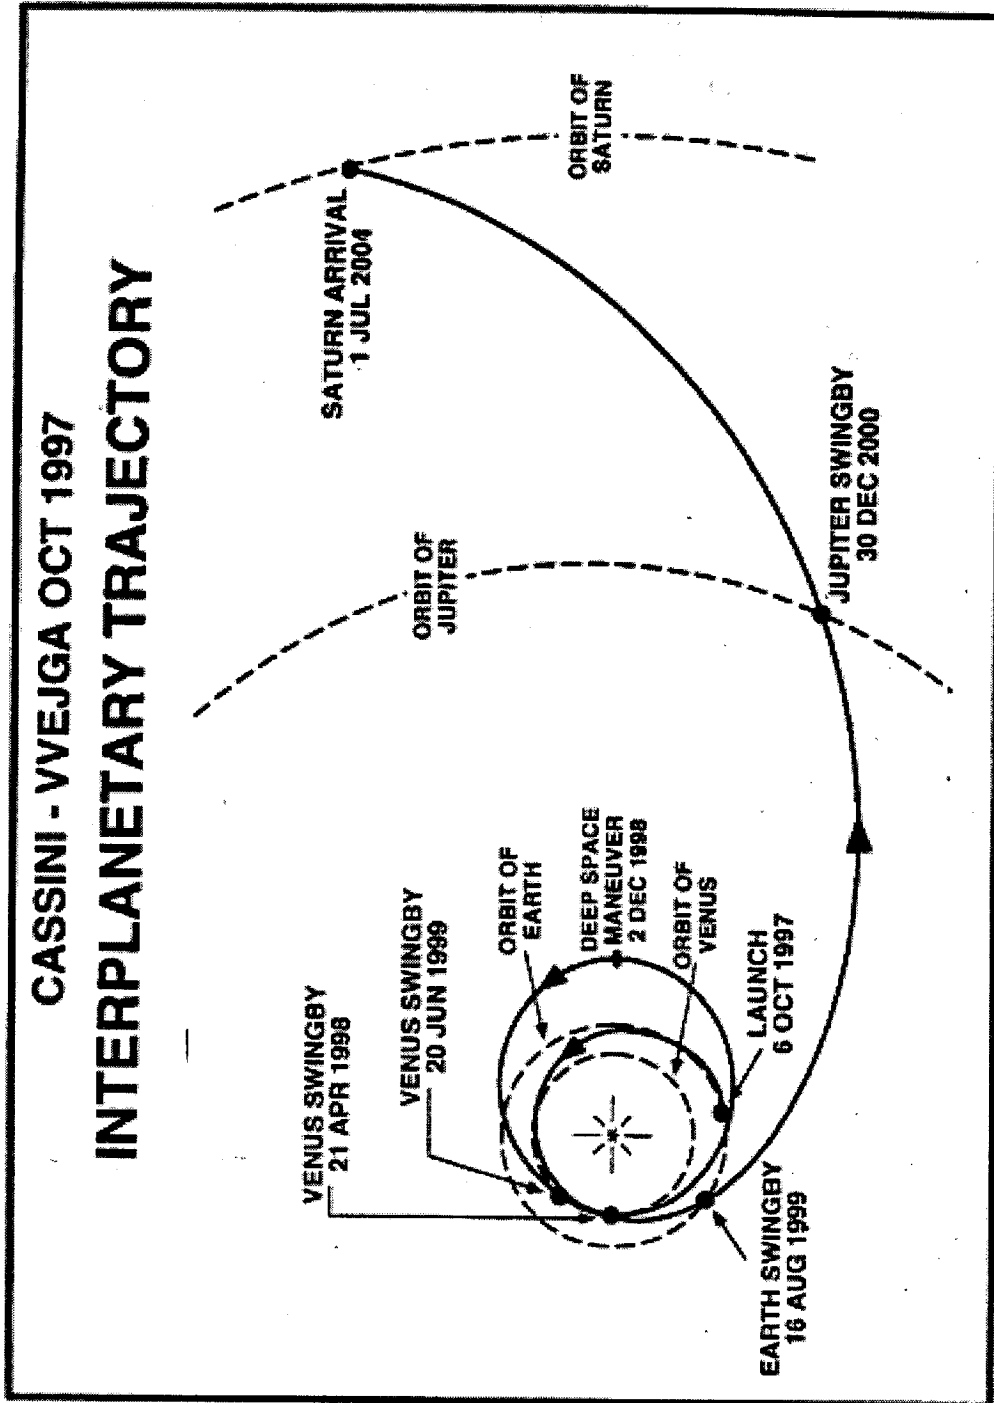 CASSINI - VVEJGA OCT 1997
INTERPLANETARY TRAJECTORY
VENUS SWINGBY
21 APR 1998
VENUS SWINGBY
20 JUN 1999
ORBIT OF
EARTH
DEEP SPACE
MANEUVER
2 DEC 1998
ORBIT OF
VENUS
LAUNCH
6 OCT 1997
EARTH SWINGBY
16 AUG 1999
ORBIT OF
JUPITER
JUPITER SWINGBY
30 DEC 2000
SATURN ARRIVAL
1 JUL 2004
ORBIT OF
SATURN